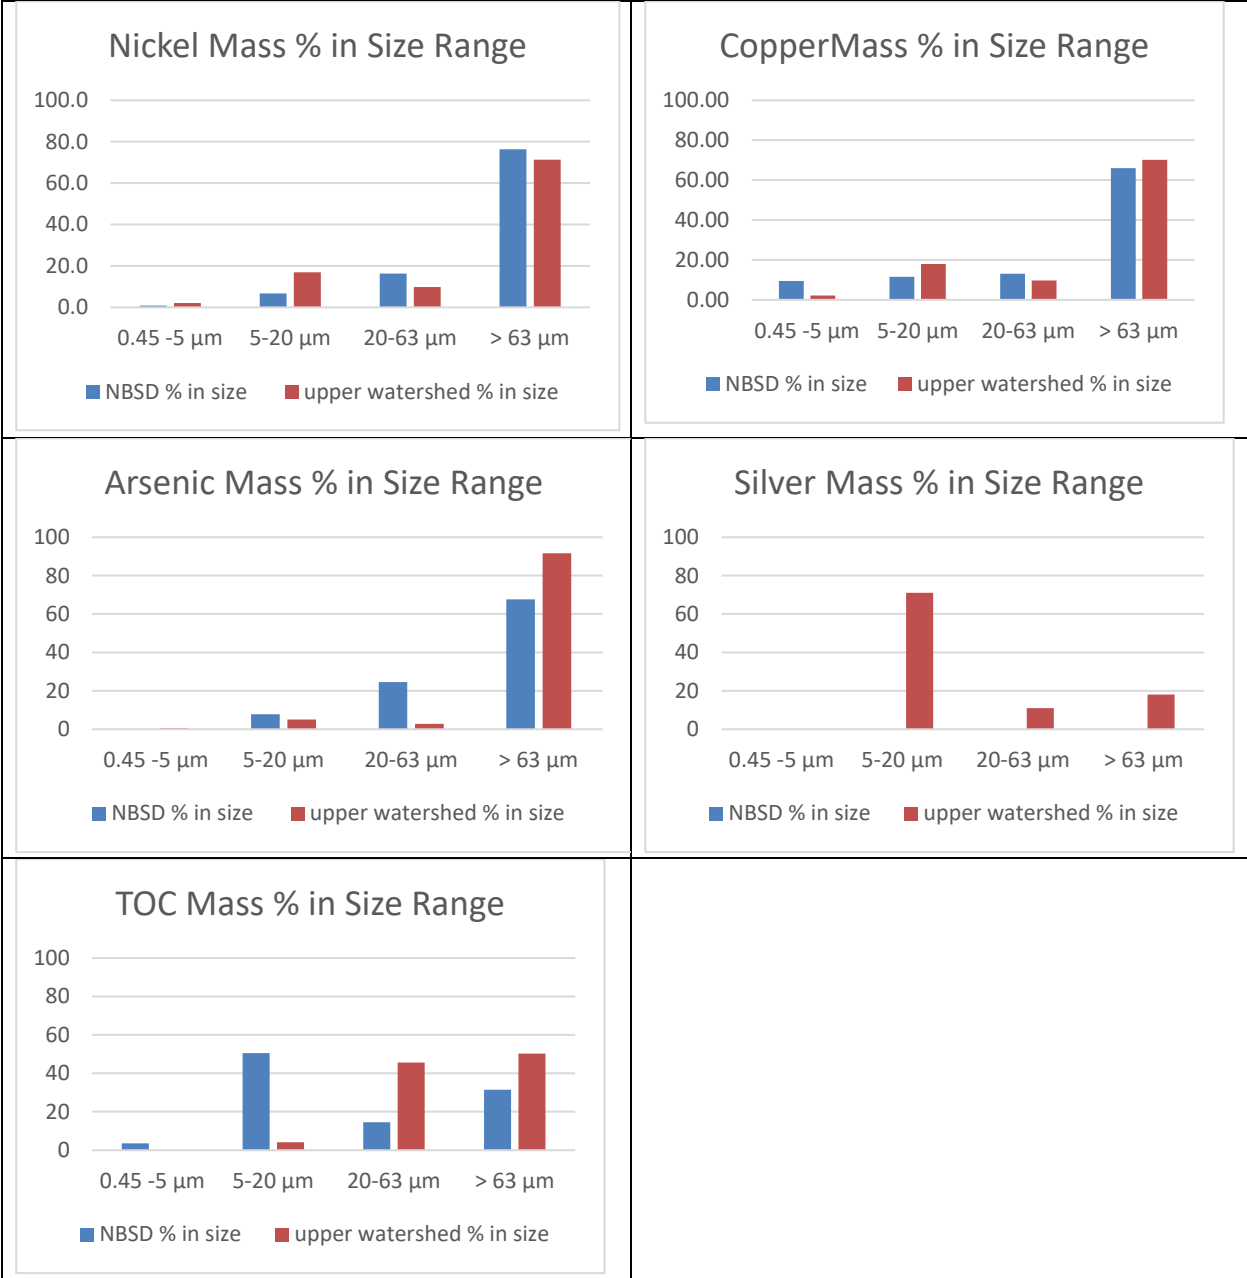 Nickel Mass % in Size Range
100.0
80.0
60.0
40.0
20.0
0.0
0.45 -5 µm 5-20 µm 20-63 µm > 63 µm
NBSD % in size upper watershed % in size
CopperMass % in Size Range
100.00
80.00
60.00
40.00
20.00
0.00
0.45 -5 µm 5-20 µm 20-63 µm > 63 µm
NBSD % in size upper watershed % in size
Arsenic Mass % in Size Range
100
80
60
40
20
0
0.45 -5 µm 5-20 µm 20-63 µm > 63 µm
NBSD % in size upper watershed % in size
Silver Mass % in Size Range
100
80
60
40
20
0
0.45 -5 µm 5-20 µm 20-63 µm > 63 µm
NBSD % in size upper watershed % in size
TOC Mass % in Size Range
100
80
60
40
20
0
0.45 -5 µm 5-20 µm 20-63 µm > 63 µm
NBSD % in size upper watershed % in size